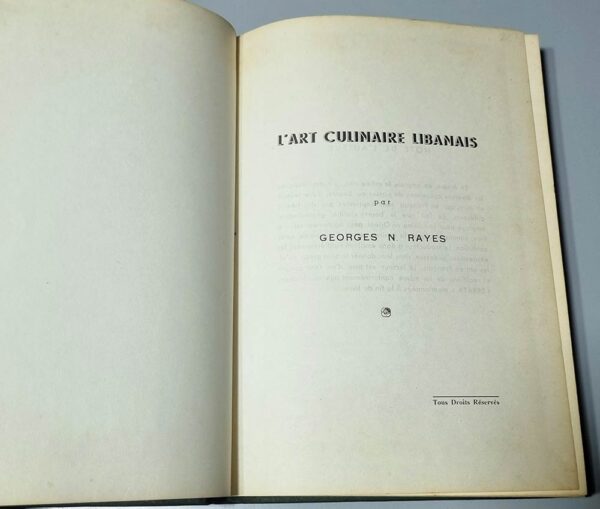 L'ART CULINAIRE LIBANAIS
par
GEORGES N. RAYES
Tous Droits Réservés